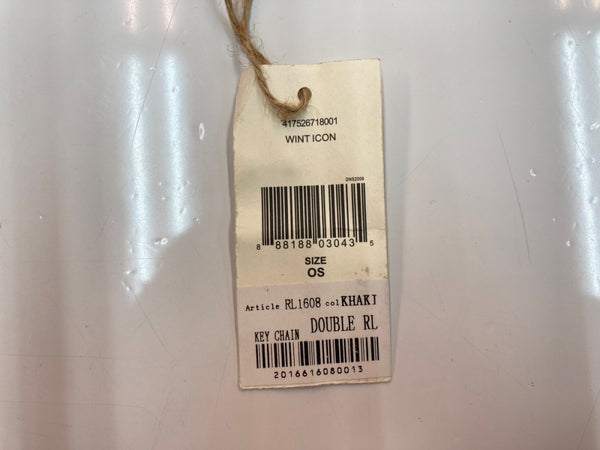 417526718001
WINT ICON
DNS2006
8 88188 03043 5
SIZE
OS
Article RL1608 col KHAKI
KEY CHAIN DOUBLE RL
2016616080013